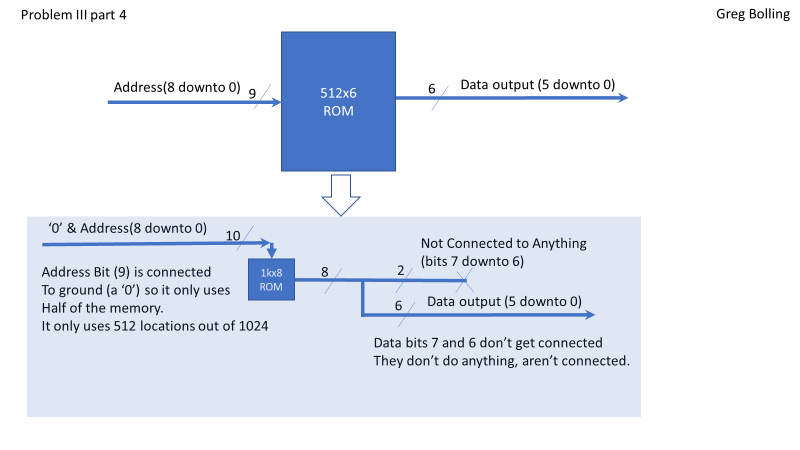 Problem III part 4
Greg Bolling
Address(8 downto 0)
9
512x6
ROM
6
Data output (5 downto 0)
‘0’ & Address(8 downto 0)
10
Address Bit (9) is connected
To ground (a ‘0’) so it only uses
Half of the memory.
It only uses 512 locations out of 1024
1kx8
ROM
8
2
Not Connected to Anything
(bits 7 downto 6)
6
Data output (5 downto 0)
Data bits 7 and 6 don’t get connected
They don’t do anything, aren’t connected.